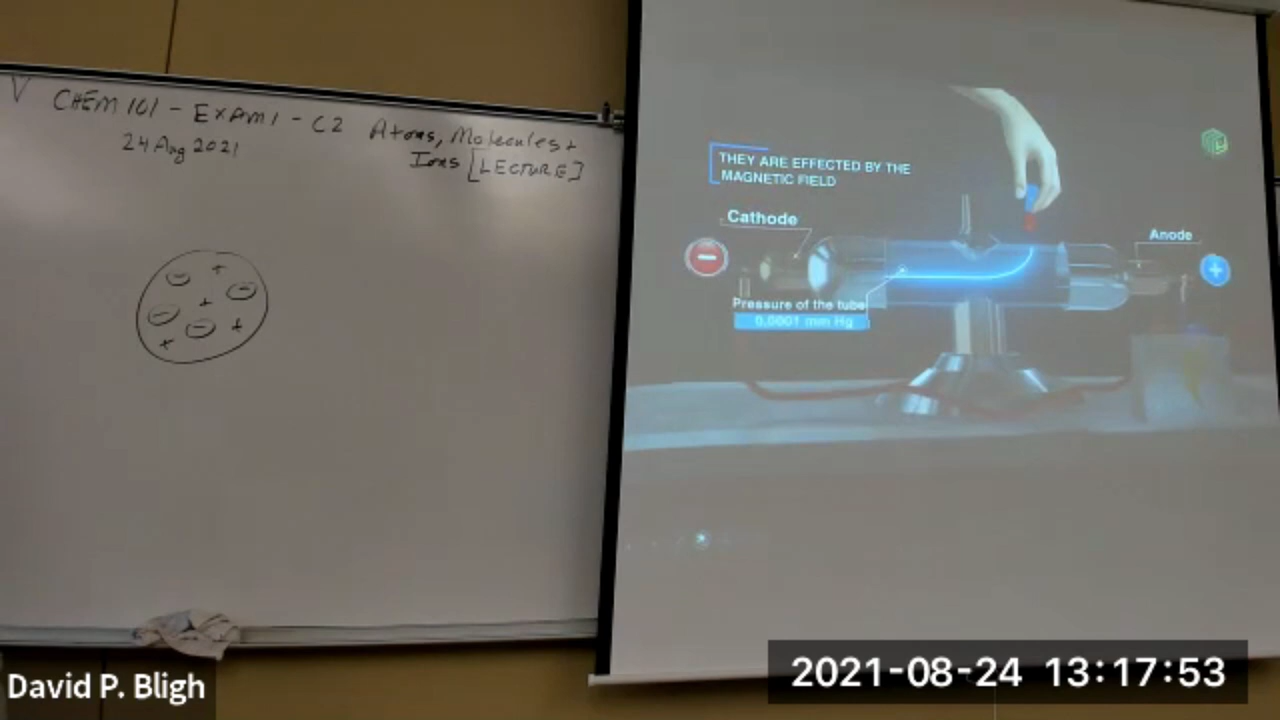 V CHEM 101 - EXAM 1 - C2 Atoms, Molecules +
24 Aug 2021 Ions [LECTURE]
- + -
+
- - +
+
THEY ARE EFFECTED BY THE
MAGNETIC FIELD
Cathode
Anode
- +
Pressure of the tube
0,0001 mm Hg
David P. Bligh
2021-08-24 13:17:53